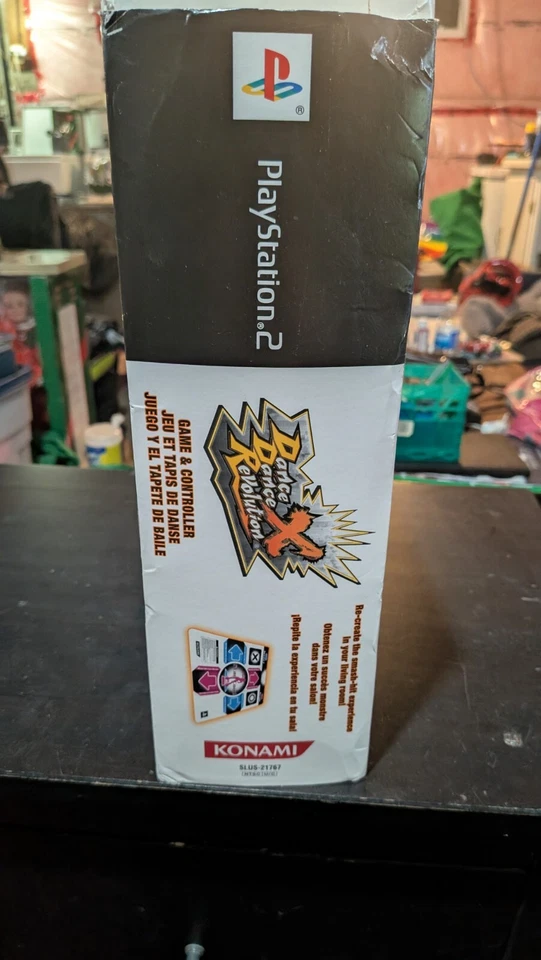 ®
PlayStation®2
Dance
Dance
Revolution
X
GAME & CONTROLLER
JEU ET TAPIS DE DANSE
JUEGO Y EL TAPETE DE BAILE
Re-create the smash-hit experience
in your living room!
Obtenez un succès monstre
dans votre salon!
¡Repite la experiencia en tu sala!
KONAMI
SLUS-21767